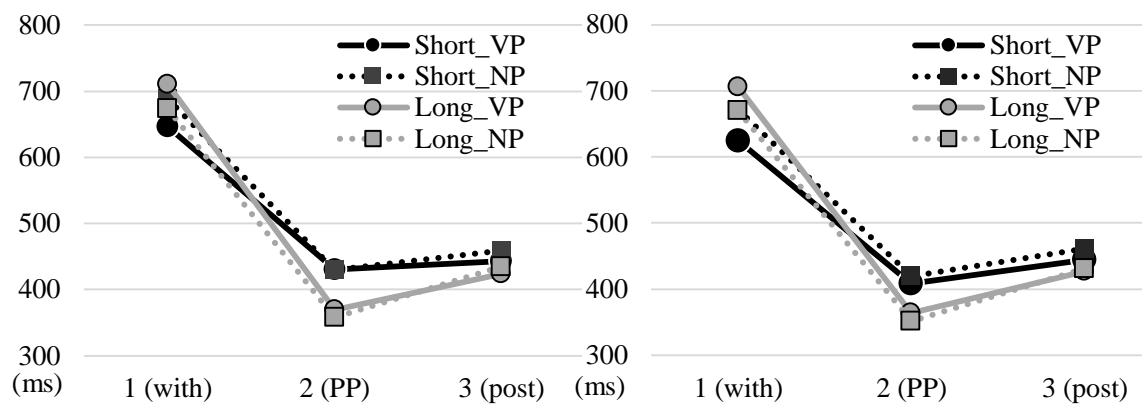 800
700
600
500
400
300
(ms)
Short_VP
Short_NP
Long_VP
Long_NP
1 (with) 2 (PP) 3 (post)
800
700
600
500
400
300
(ms)
Short_VP
Short_NP
Long_VP
Long_NP
1 (with) 2 (PP) 3 (post)